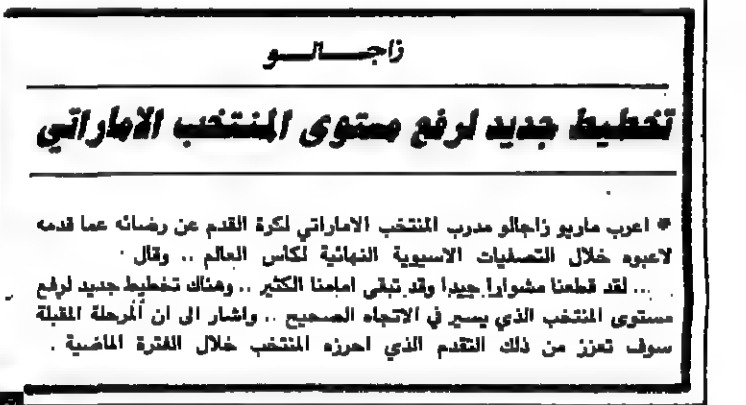 زاجـــالـــو
تخطيط جديد لرفع مستوى المنتخب الاماراتي
* اعرب ماريو زاجالو مدرب المنتخب الاماراتي لكرة القدم عن رضائه عما قدمه
لاعبوه خلال التصفيات الاسيوية النهائية لكاس العالم .. وقال
... لقد قطعنا مشوارا جيدا وقد تبقى امامنا الكثير .. وهناك تخطيط جديد لرفع
مستوى المنتخب الذي يسير في الاتجاه الصحيح .. واشار الى ان المرحلة المقبلة
سوف تعزز من ذلك التقدم الذي احرزه المنتخب خلال الفترة الماضية .